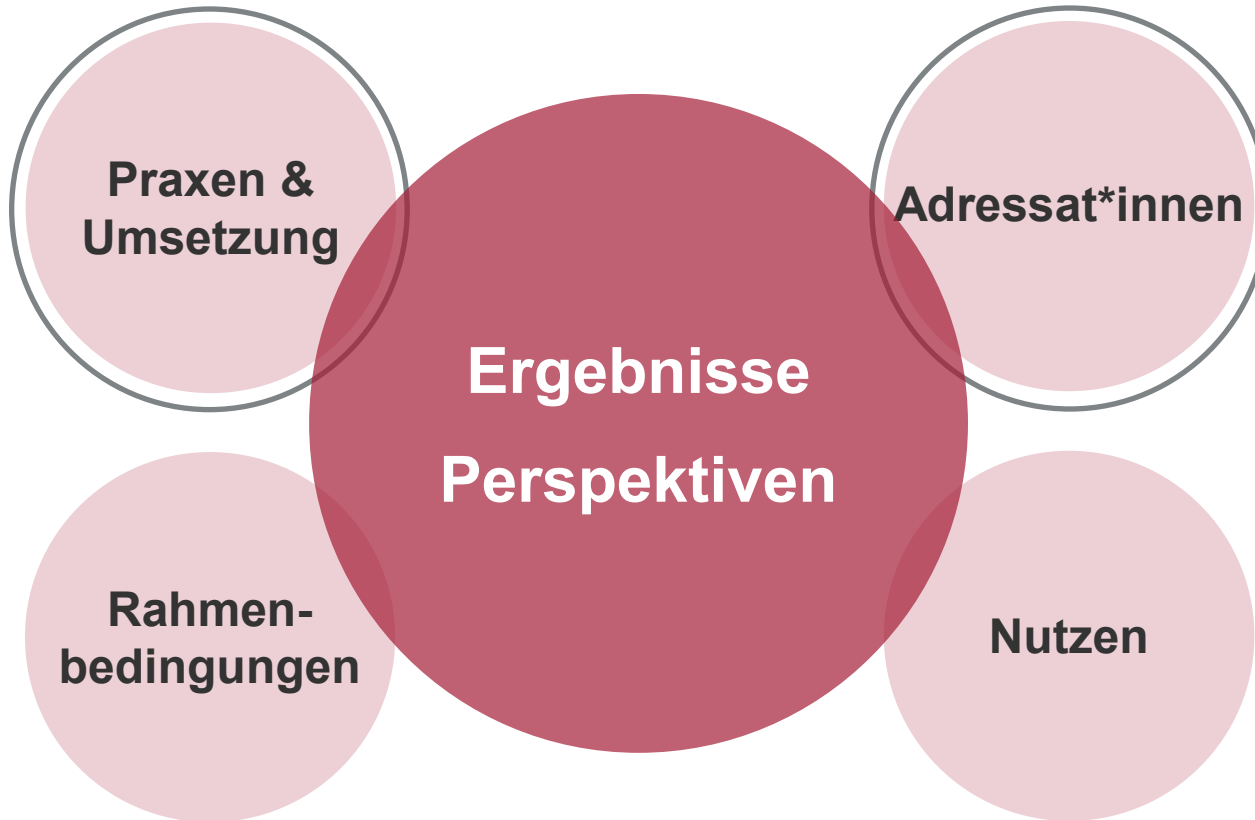 Praxen &
Umsetzung
Adressat*innen
Ergebnisse
Perspektiven
Rahmen-
bedingungen
Nutzen